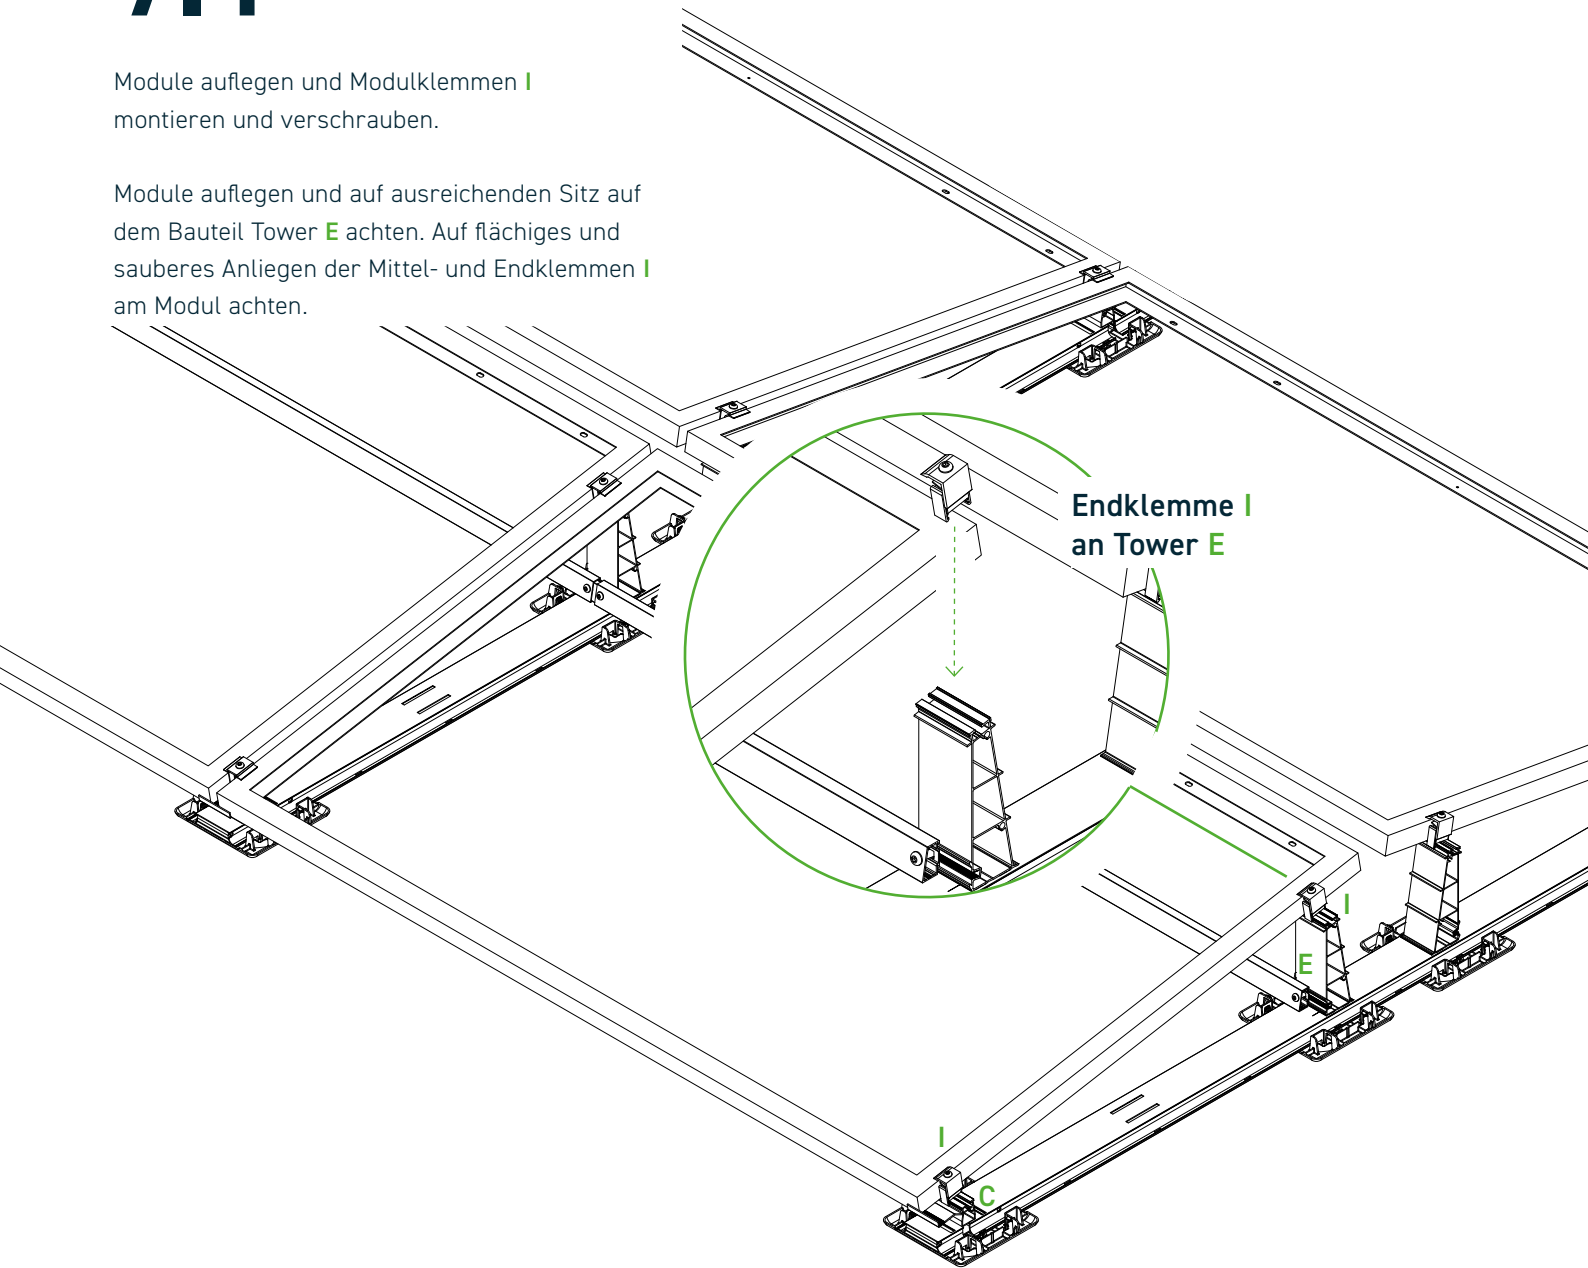 Module auflegen und Modulklemmen I
montieren und verschrauben.
Module auflegen und auf ausreichenden Sitz auf
dem Bauteil Tower E achten. Auf flächiges und
sauberes Anliegen der Mittel- und Endklemmen I
am Modul achten.
Endklemme I
an Tower E
I
E
I
C